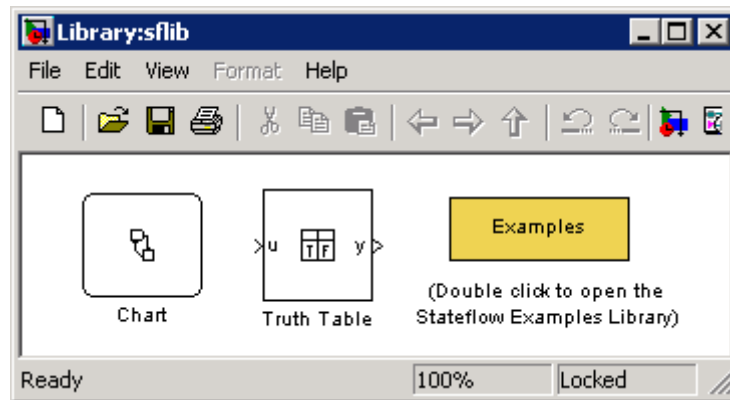 Library:sflib
File Edit View Format Help
Examples
u T F y
(Double click to open the
Chart Truth Table Stateflow Examples Library)
Ready 100% Locked